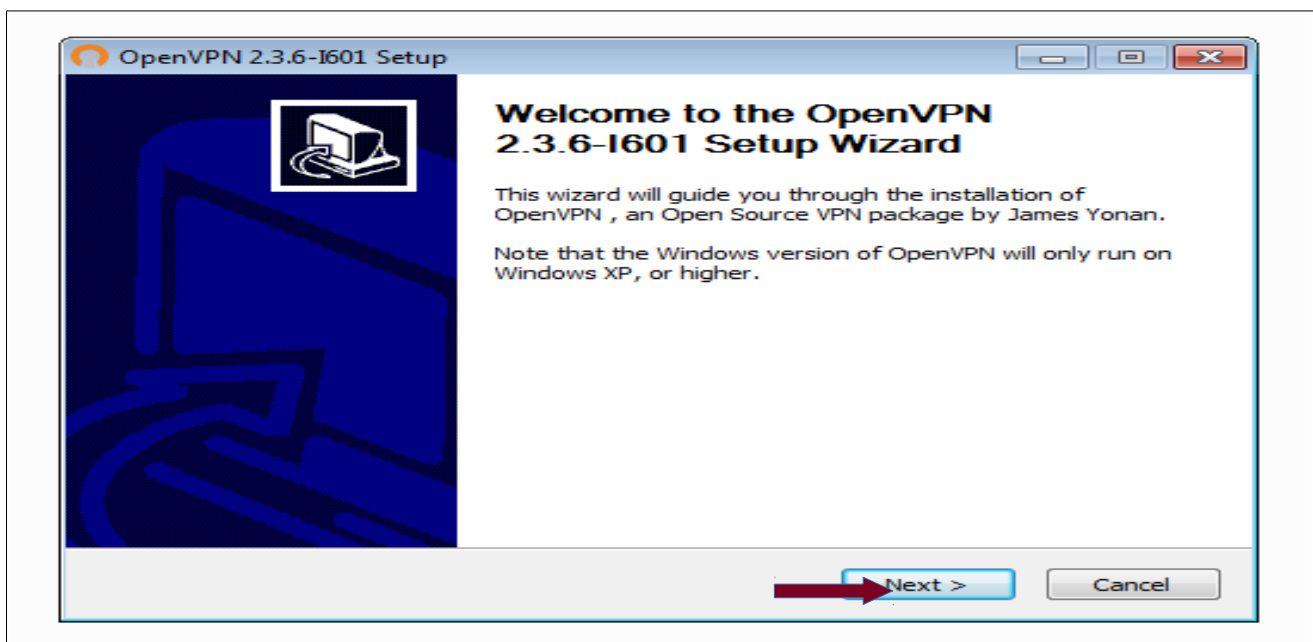 OpenVPN 2.3.6-I601 Setup
Welcome to the OpenVPN
2.3.6-I601 Setup Wizard
This wizard will guide you through the installation of
OpenVPN , an Open Source VPN package by James Yonan.
Note that the Windows version of OpenVPN will only run on
Windows XP, or higher.
Next > Cancel